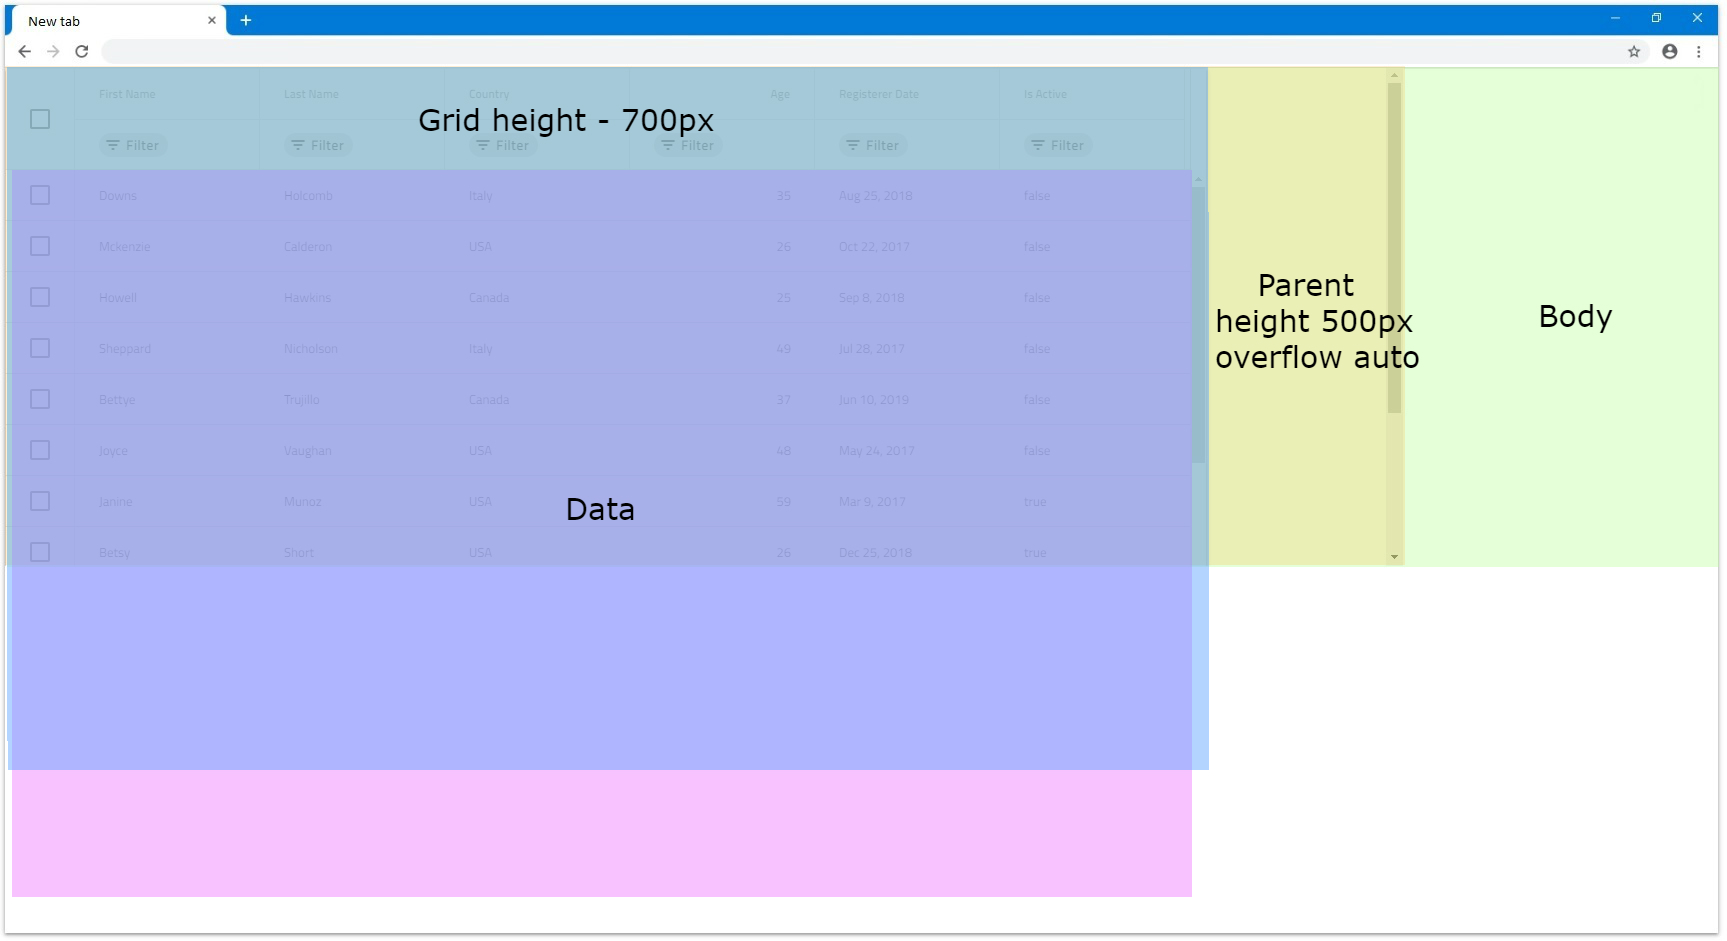 New tab
First Name Last Name Country Age Registerer Date Is Active
Grid height - 700px
Filter Filter Filter Filter Filter Filter
Downs Holcomb Italy 35 Aug 25, 2018 false
Mckenzie Calderon USA 26 Oct 22, 2017 false
Howell Hawkins Canada 25 Sep 8, 2018 false
Parent
height 500px
overflow auto
Body
Sheppard Nicholson Italy 49 Jul 28, 2017 false
Bettye Trujillo Canada 37 Jun 10, 2019 false
Joyce Vaughan USA 48 May 24, 2017 false
Janine Munoz USA 59 Mar 9, 2017 true
Data
Betsy Short USA 26 Dec 25, 2018 true